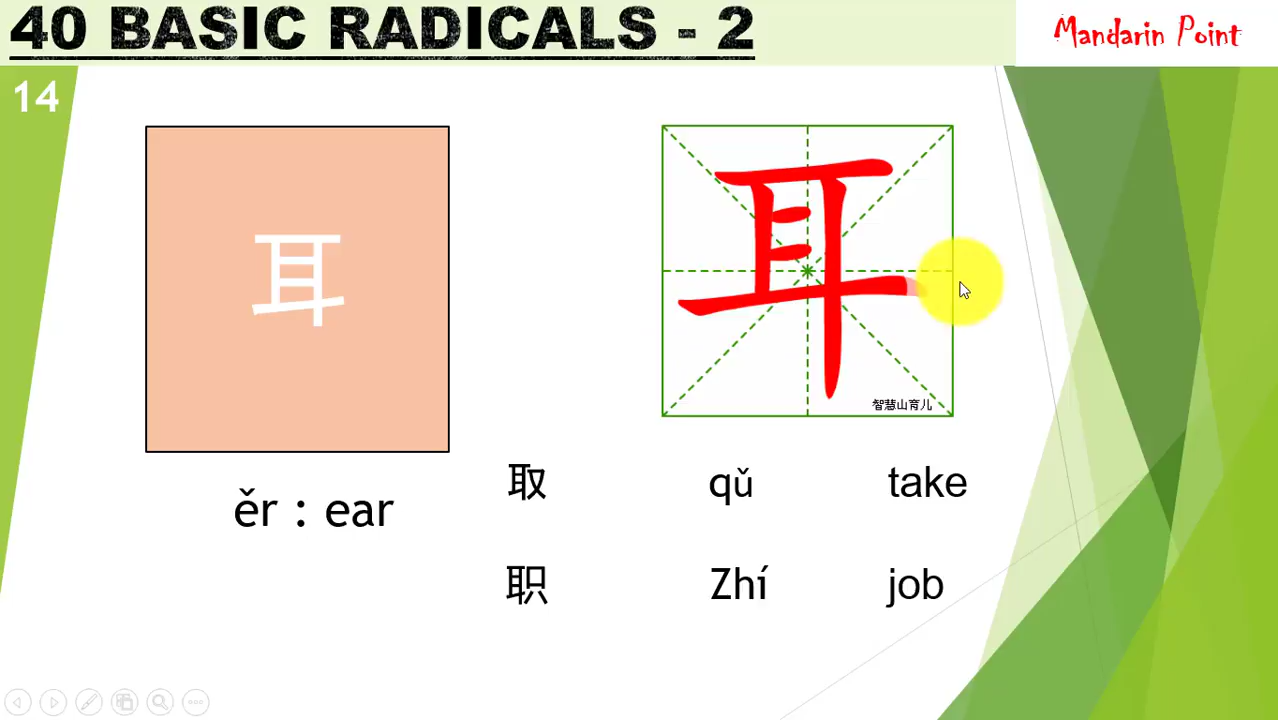 40 BASIC RADICALS - 2
Mandarin Point
14
耳
耳
智慧山育儿
ěr : ear
取 qǔ take
职 Zhí job